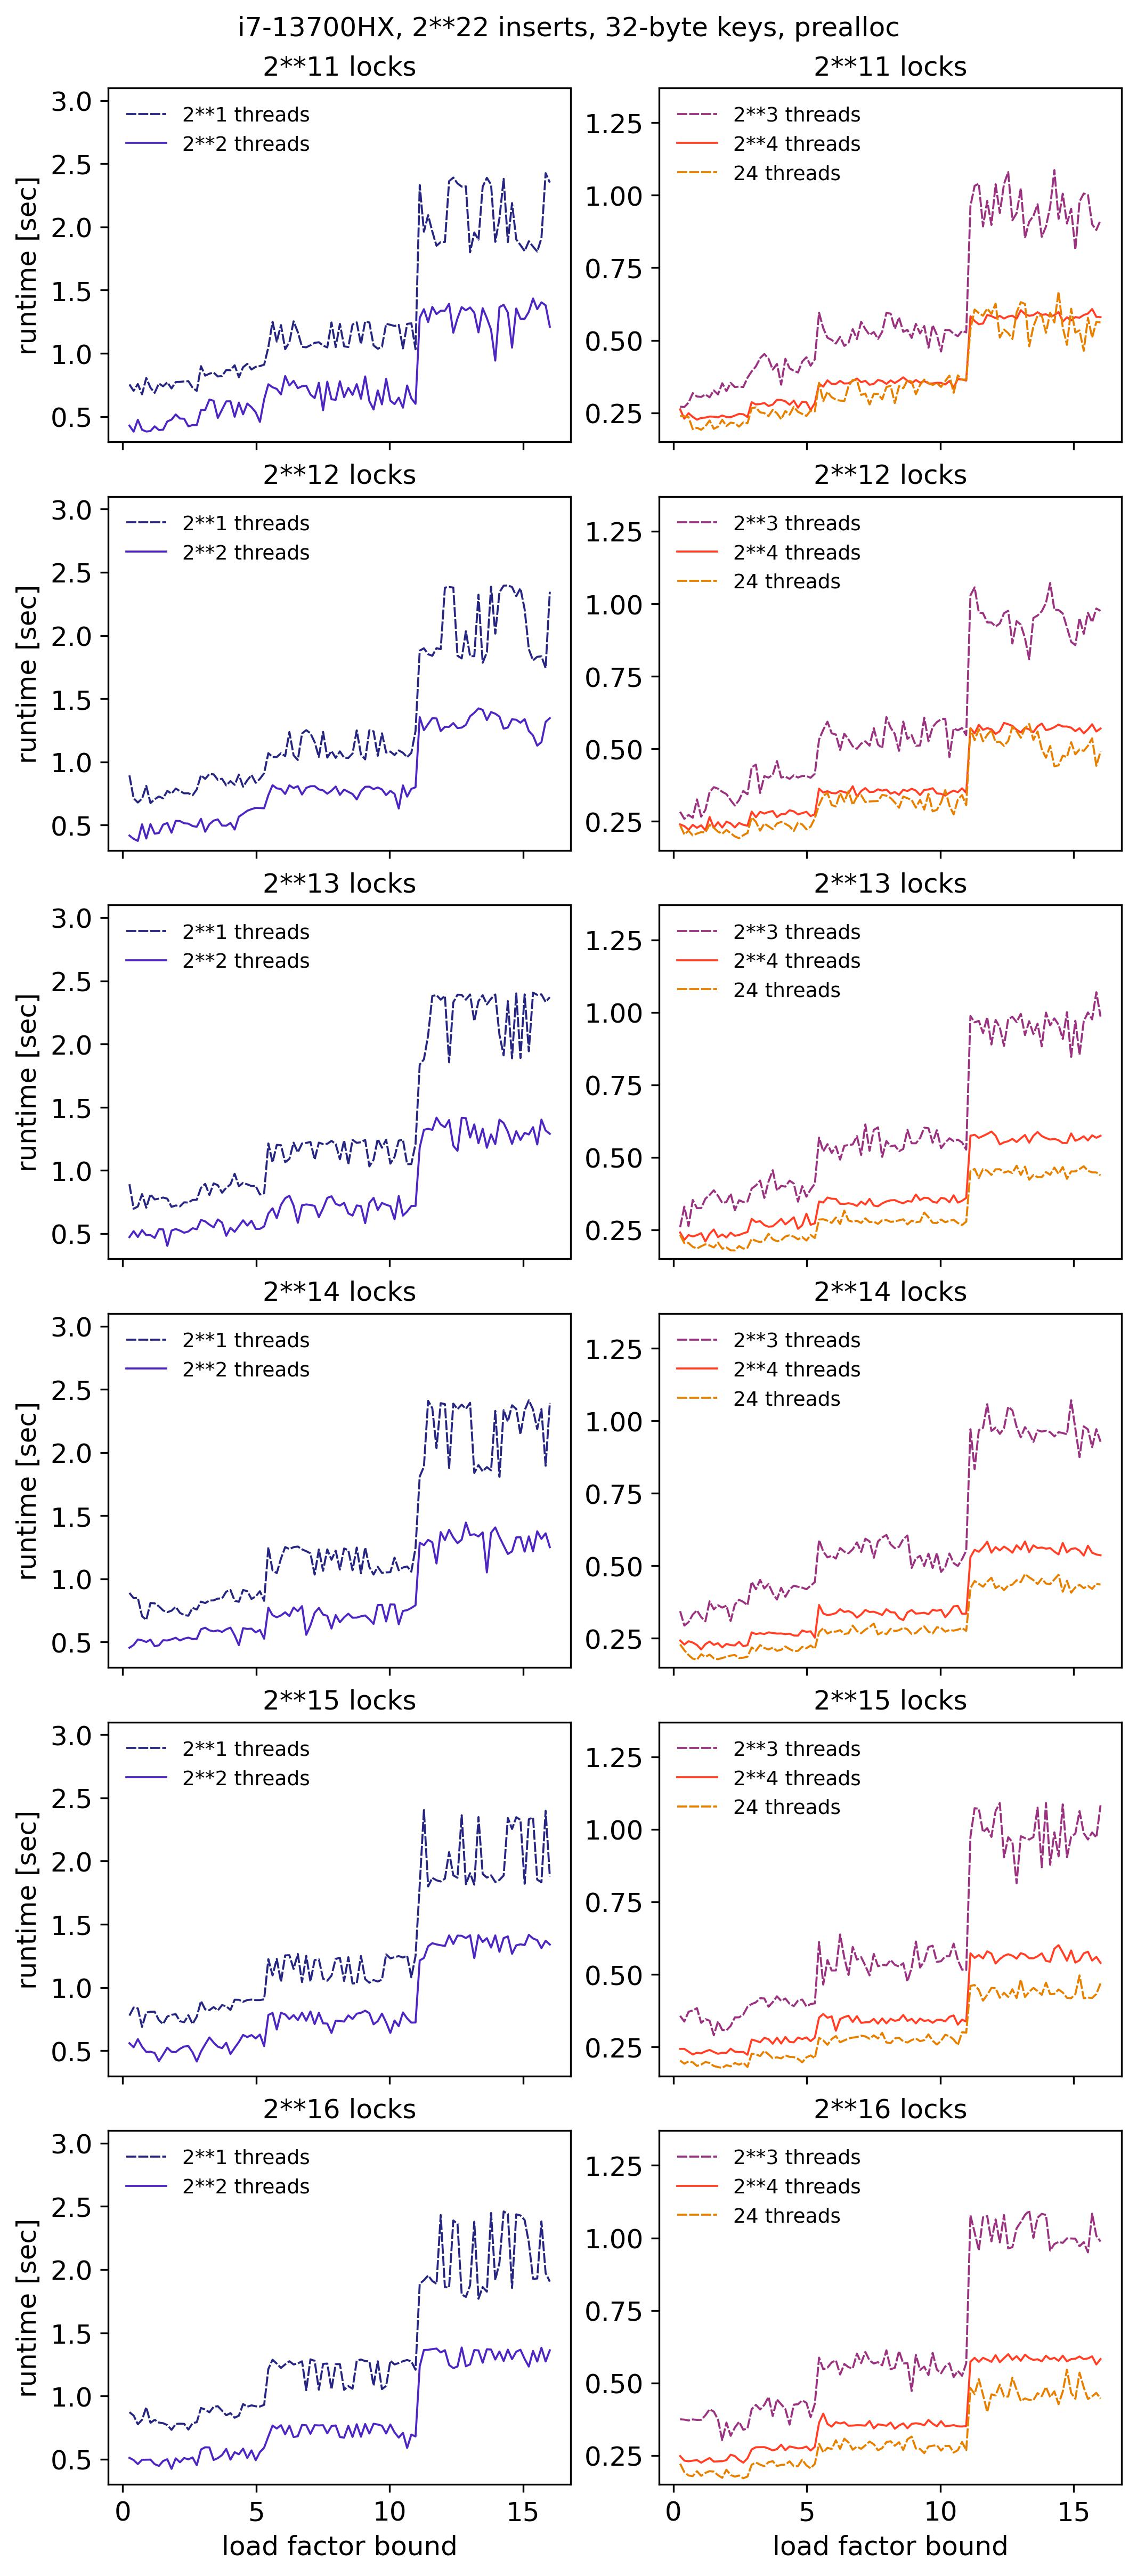 i7-13700HX, 2**22 inserts, 32-byte keys, prealloc
2**11 locks
3.0
2.5
2.0
1.5
1.0
0.5
runtime [sec]
2**1 threads
2**2 threads
2**11 locks
1.25
1.00
0.75
0.50
0.25
2**3 threads
2**4 threads
24 threads
2**12 locks
3.0
2.5
2.0
1.5
1.0
0.5
runtime [sec]
2**1 threads
2**2 threads
2**12 locks
1.25
1.00
0.75
0.50
0.25
2**3 threads
2**4 threads
24 threads
2**13 locks
3.0
2.5
2.0
1.5
1.0
0.5
runtime [sec]
2**1 threads
2**2 threads
2**13 locks
1.25
1.00
0.75
0.50
0.25
2**3 threads
2**4 threads
24 threads
2**14 locks
3.0
2.5
2.0
1.5
1.0
0.5
runtime [sec]
2**1 threads
2**2 threads
2**14 locks
1.25
1.00
0.75
0.50
0.25
2**3 threads
2**4 threads
24 threads
2**15 locks
3.0
2.5
2.0
1.5
1.0
0.5
runtime [sec]
2**1 threads
2**2 threads
2**15 locks
1.25
1.00
0.75
0.50
0.25
2**3 threads
2**4 threads
24 threads
2**16 locks
3.0
2.5
2.0
1.5
1.0
0.5
runtime [sec]
2**1 threads
2**2 threads
0 5 10 15
load factor bound
2**16 locks
1.25
1.00
0.75
0.50
0.25
2**3 threads
2**4 threads
24 threads
0 5 10 15
load factor bound